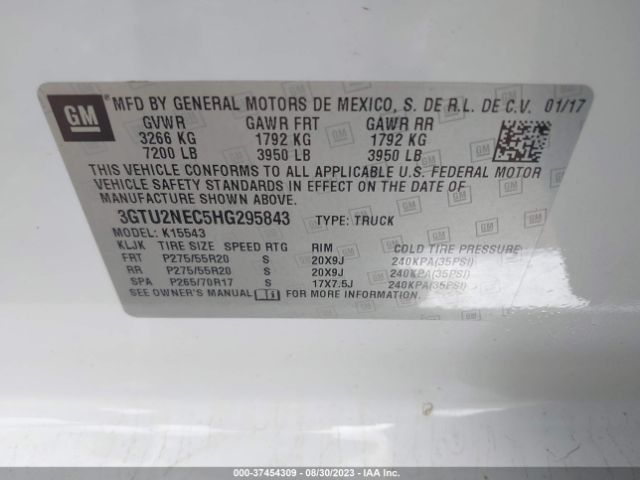 GM MFD BY GENERAL MOTORS DE MEXICO, S. DE R.L. DE C.V. 01/17
GVWR GAWR FRT GAWR RR
3266 KG 1792 KG 1792 KG
7200 LB 3950 LB 3950 LB
THIS VEHICLE CONFORMS TO ALL APPLICABLE U.S. FEDERAL MOTOR
VEHICLE SAFETY STANDARDS IN EFFECT ON THE DATE OF
MANUFACTURE SHOWN ABOVE.
3GTU2NEC5HG295843 TYPE: TRUCK
MODEL: K15543
KLJK TIRE SIZE SPEED RTG RIM COLD TIRE PRESSURE
FRT P275/55R20 S 20X9J 240KPA(35PSI)
RR P275/55R20 S 20X9J 240KPA(35PSI)
SPA P265/70R17 S 17X7.5J 240KPA(35PSI)
SEE OWNER'S MANUAL FOR MORE INFORMATION.
000-37454309 - 08/30/2023 - IAA Inc.